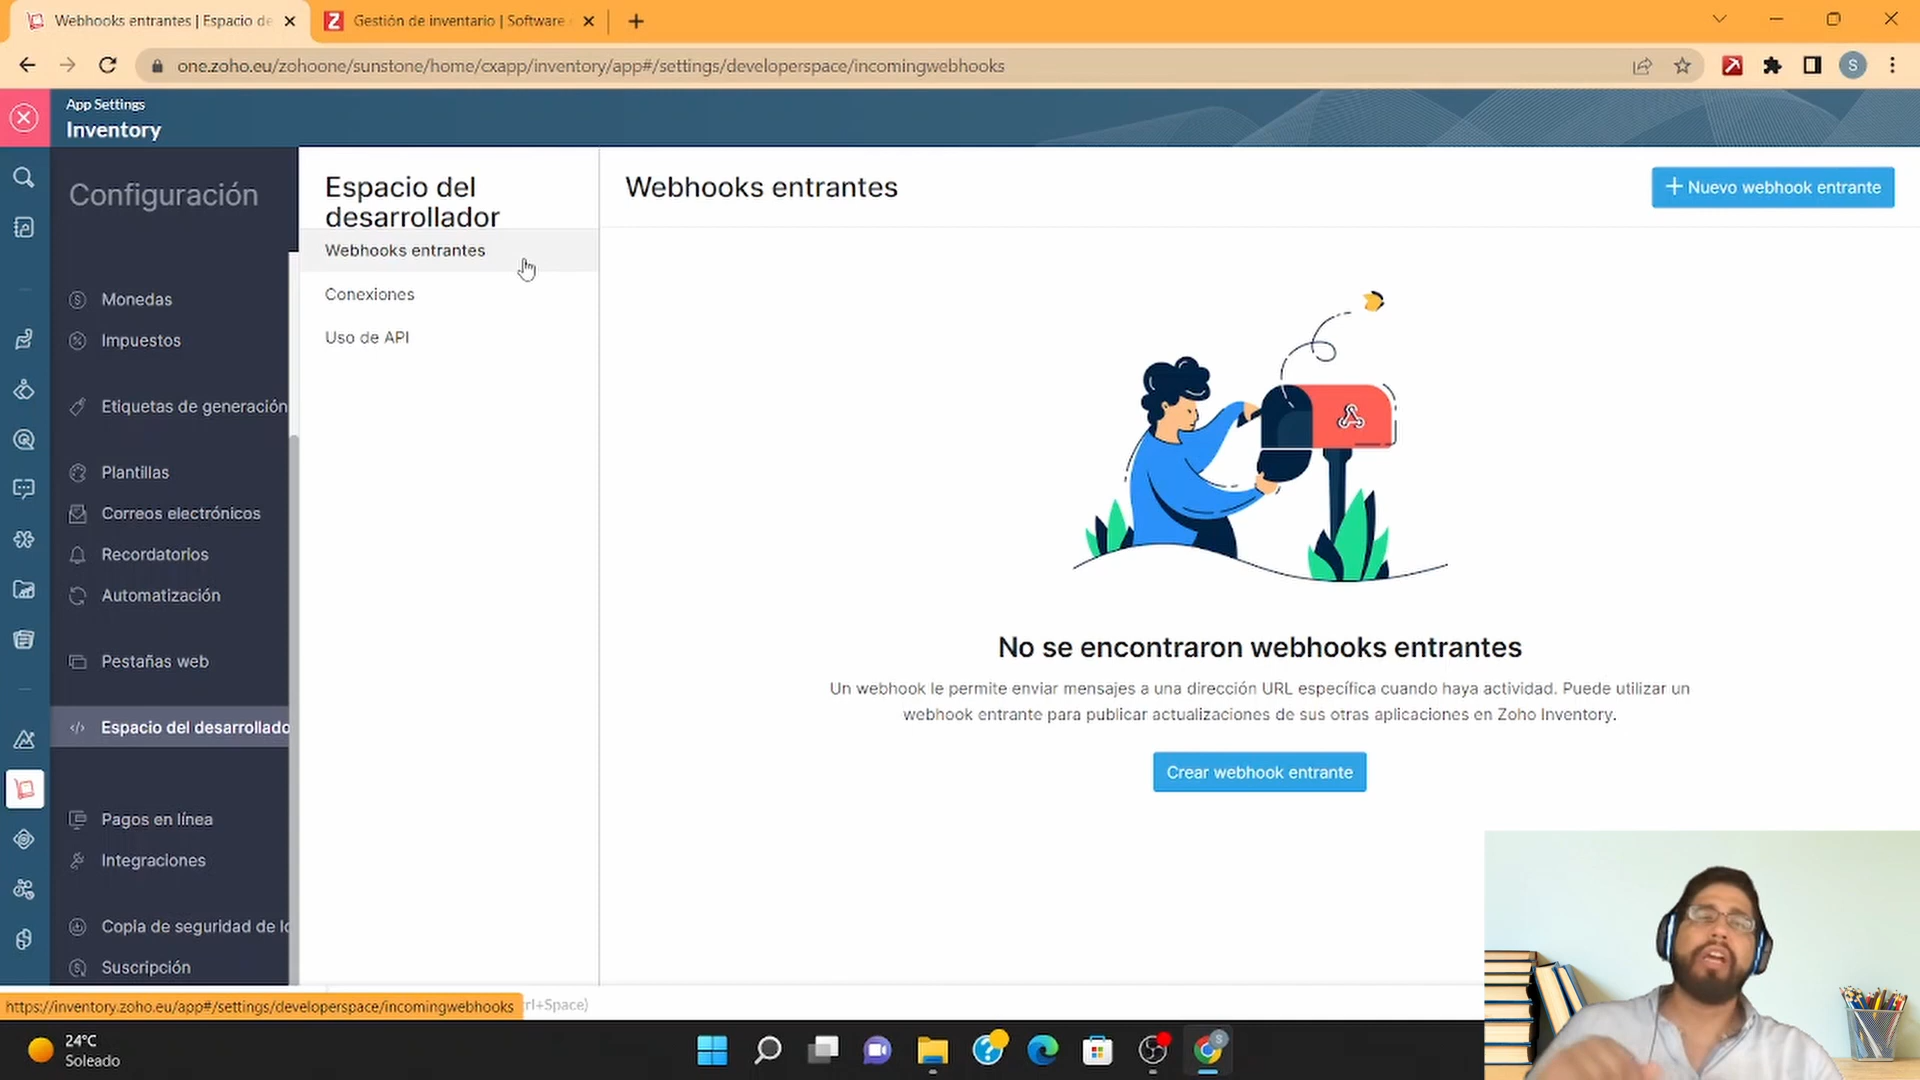 Webhooks entrantes | Espacio de
Gestión de inventario | Software
one.zoho.eu/zohoone/sunstone/home/cxapp/inventory/app#/settings/developerspace/incomingwebhooks
S
App Settings
Inventory
Configuración
Monedas
Impuestos
Etiquetas de generación
Plantillas
Correos electrónicos
Recordatorios
Automatización
Pestañas web
Espacio del desarrollado
Pagos en línea
Integraciones
Copia de seguridad de lo
Suscripción
Espacio del
desarrollador
Webhooks entrantes
Conexiones
Uso de API
Webhooks entrantes
+ Nuevo webhook entrante
No se encontraron webhooks entrantes
Un webhook le permite enviar mensajes a una dirección URL específica cuando haya actividad. Puede utilizar un
webhook entrante para publicar actualizaciones de sus otras aplicaciones en Zoho Inventory.
Crear webhook entrante
https://inventory.zoho.eu/app#/settings/developerspace/incomingwebhooks
rl+Space)
24°C
Soleado